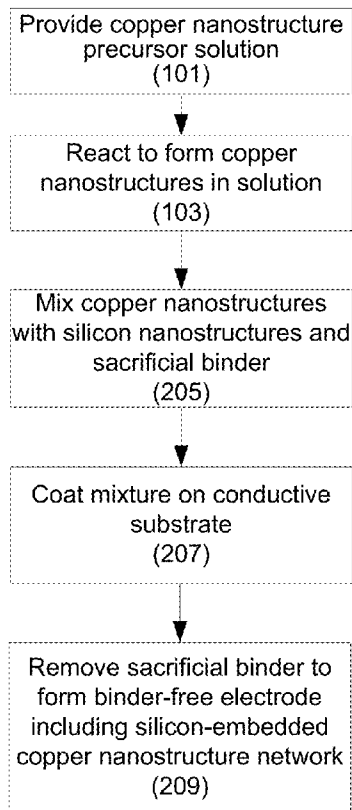 Provide copper nanostructure
precursor solution
(101)
React to form copper
nanostructures in solution
(103)
Mix copper nanostructures
with silicon nanostructures and
sacrificial binder
(205)
Coat mixture on conductive
substrate
(207)
Remove sacrificial binder to
form binder-free electrode
including silicon-embedded
copper nanostructure network
(209)